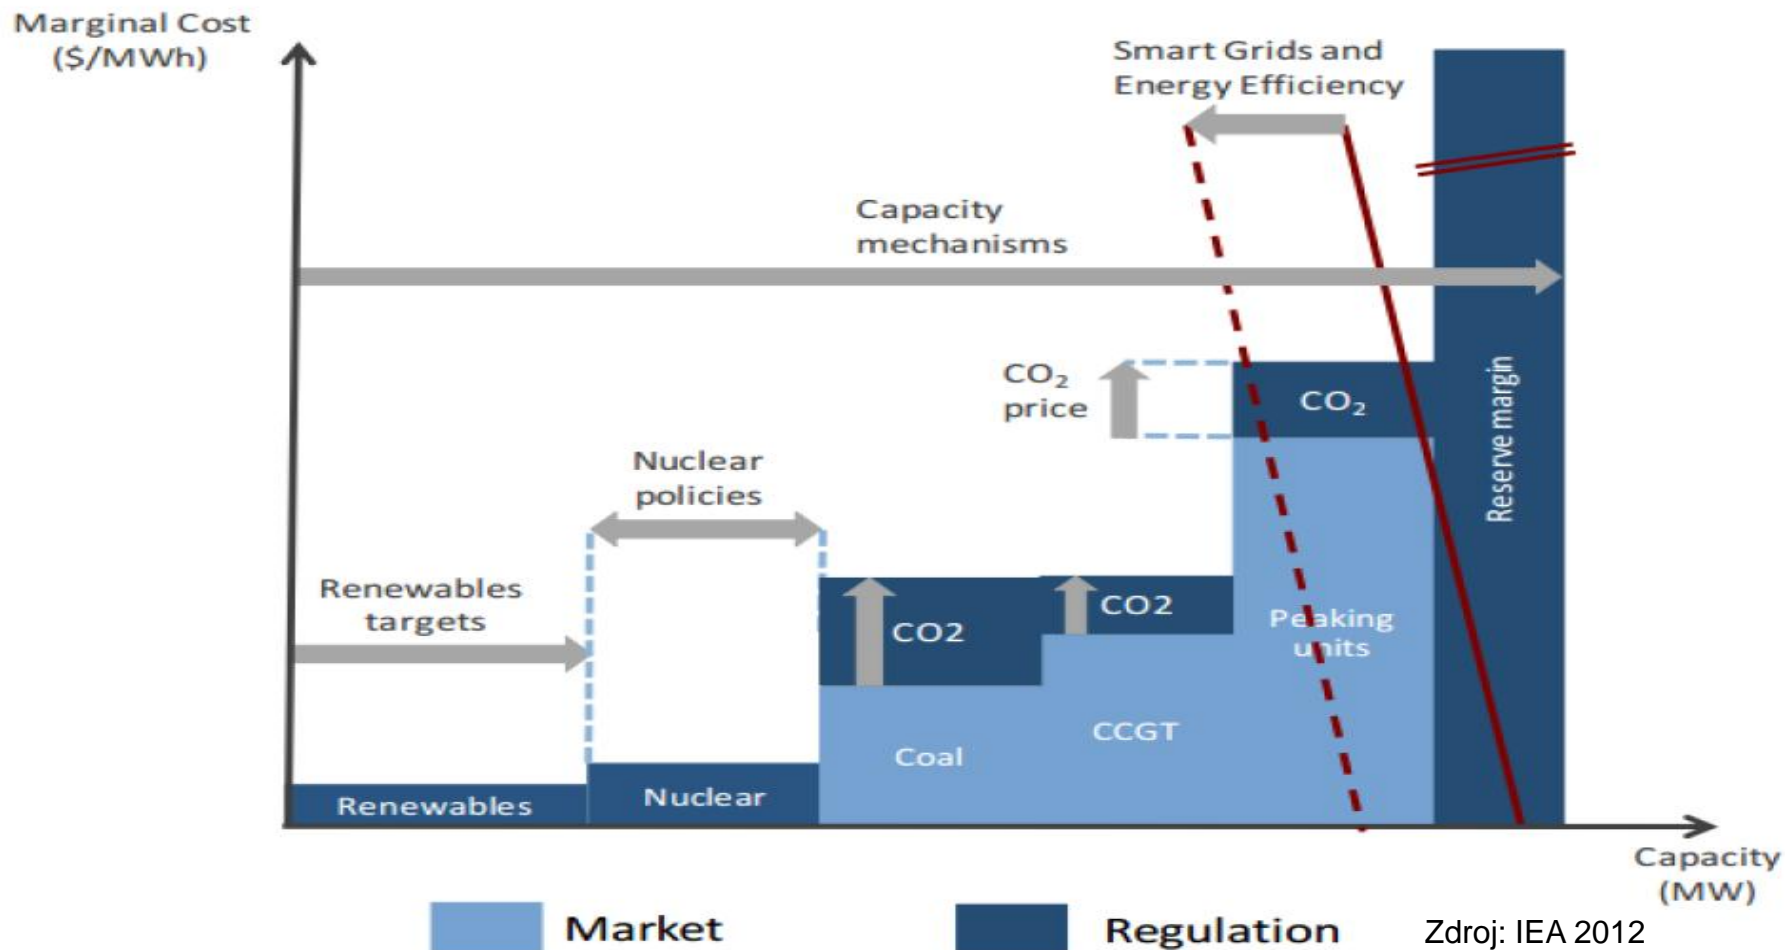 Marginal Cost
($/MWh)
Smart Grids and
Energy Efficiency
Capacity
mechanisms
CO₂
price
CO₂
Reserve margin
Nuclear
policies
Renewables
targets
CO2
CO2
Peaking
units
Coal
CCGT
Renewables
Nuclear
Capacity
(MW)
Market
Regulation
Zdroj: IEA 2012